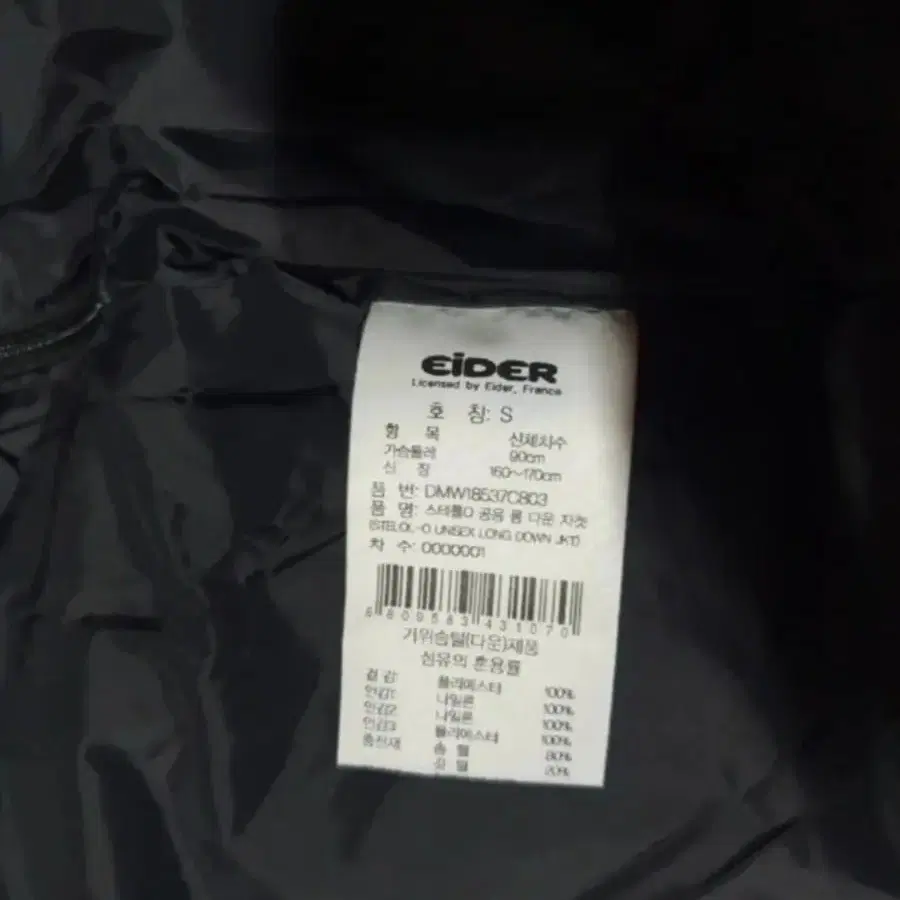 EiDER
Licensed by Eider, France
호 칭: S
항 목 신체치수
가슴둘레 90cm
신 장 160~170cm
품 번: DMW18537C803
품 명: 스테롤O 공용 롱 다운 자켓
(STELOL-O UNISEX LONG DOWN JKT)
차 수: 0000001
8 809583 431070
거위솜털(다운)제품
섬유의 혼용률
겉감: 폴리에스터 100%
안감1 나일론 100%
안감2 나일론 100%
안감3 폴리에스터 100%
충전재 솜 털 80%
깃 털 20%